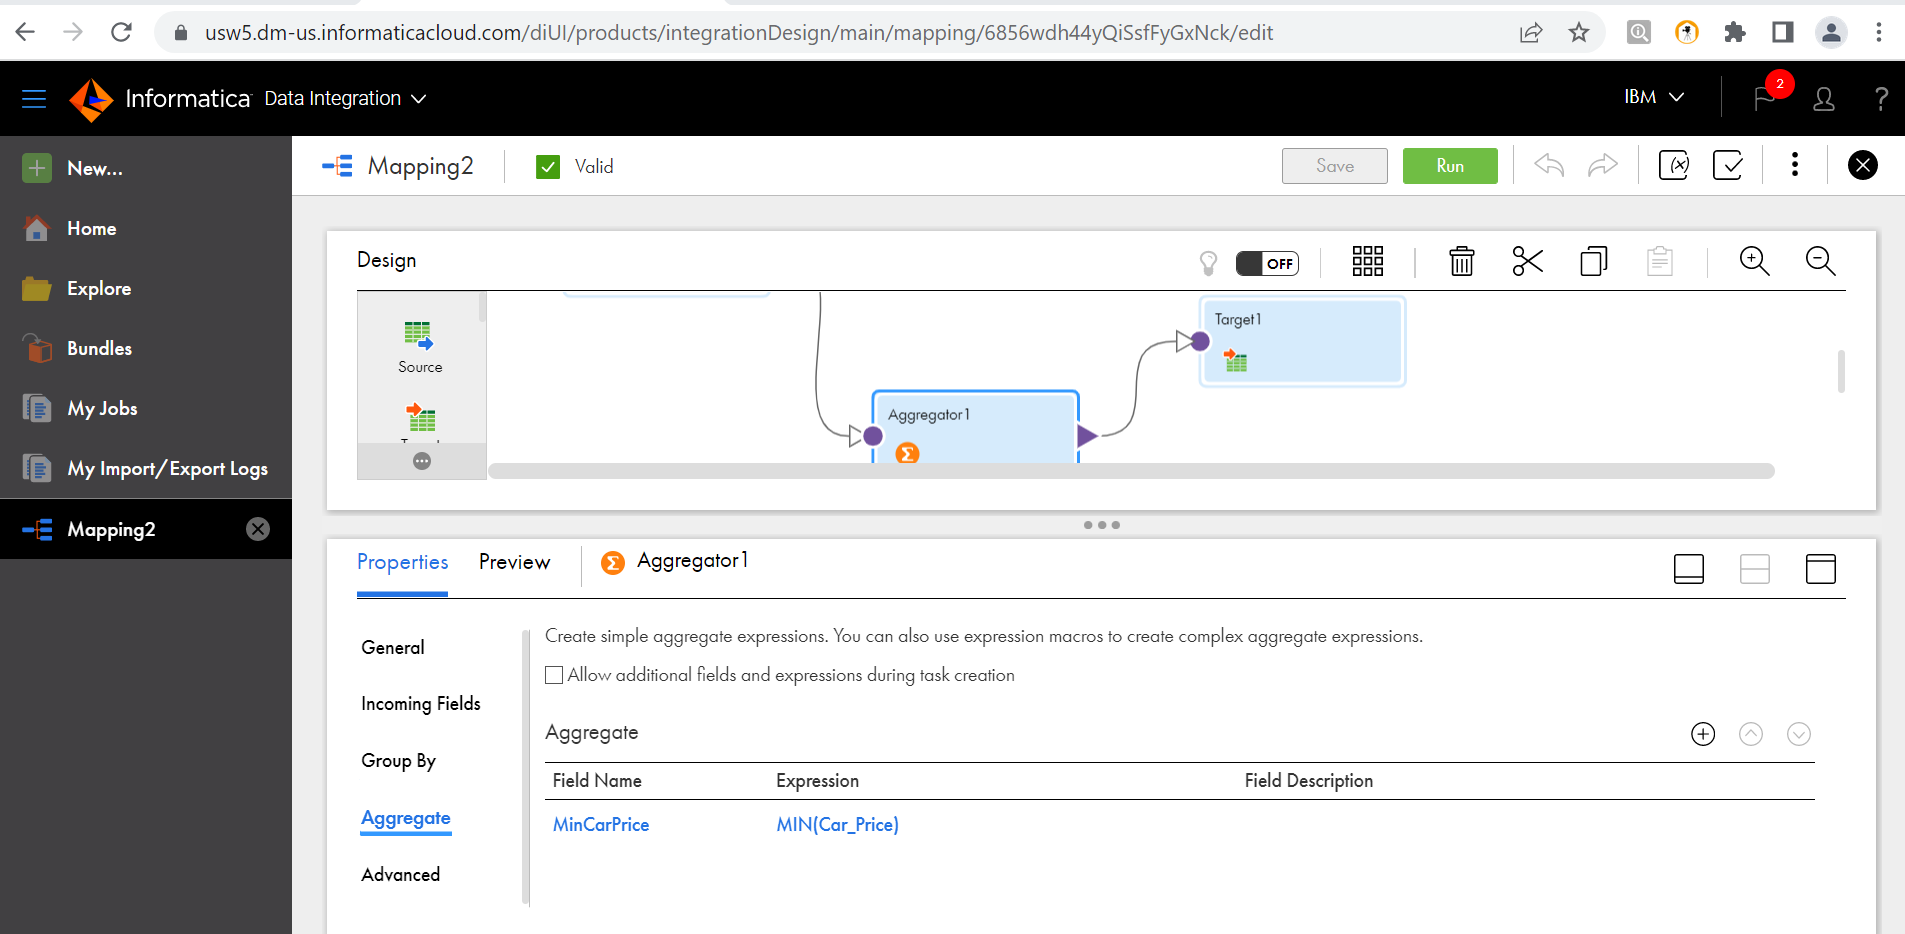 usw5.dm-us.informaticacloud.com/diUI/products/integrationDesign/main/mapping/6856wdh44yQiSsfFyGxNck/edit
Informatica Data Integration
IBM
2
?
New...
Home
Explore
Bundles
My Jobs
My Import/Export Logs
Mapping2
Mapping2
Valid
Save
Run
(x)
Design
OFF
Source
Target1
Aggregator1
Σ
Properties
Preview
Σ
Aggregator1
General
Incoming Fields
Group By
Aggregate
Advanced
Create simple aggregate expressions. You can also use expression macros to create complex aggregate expressions.
Allow additional fields and expressions during task creation
Aggregate
Field Name Expression Field Description
MinCarPrice MIN(Car_Price)